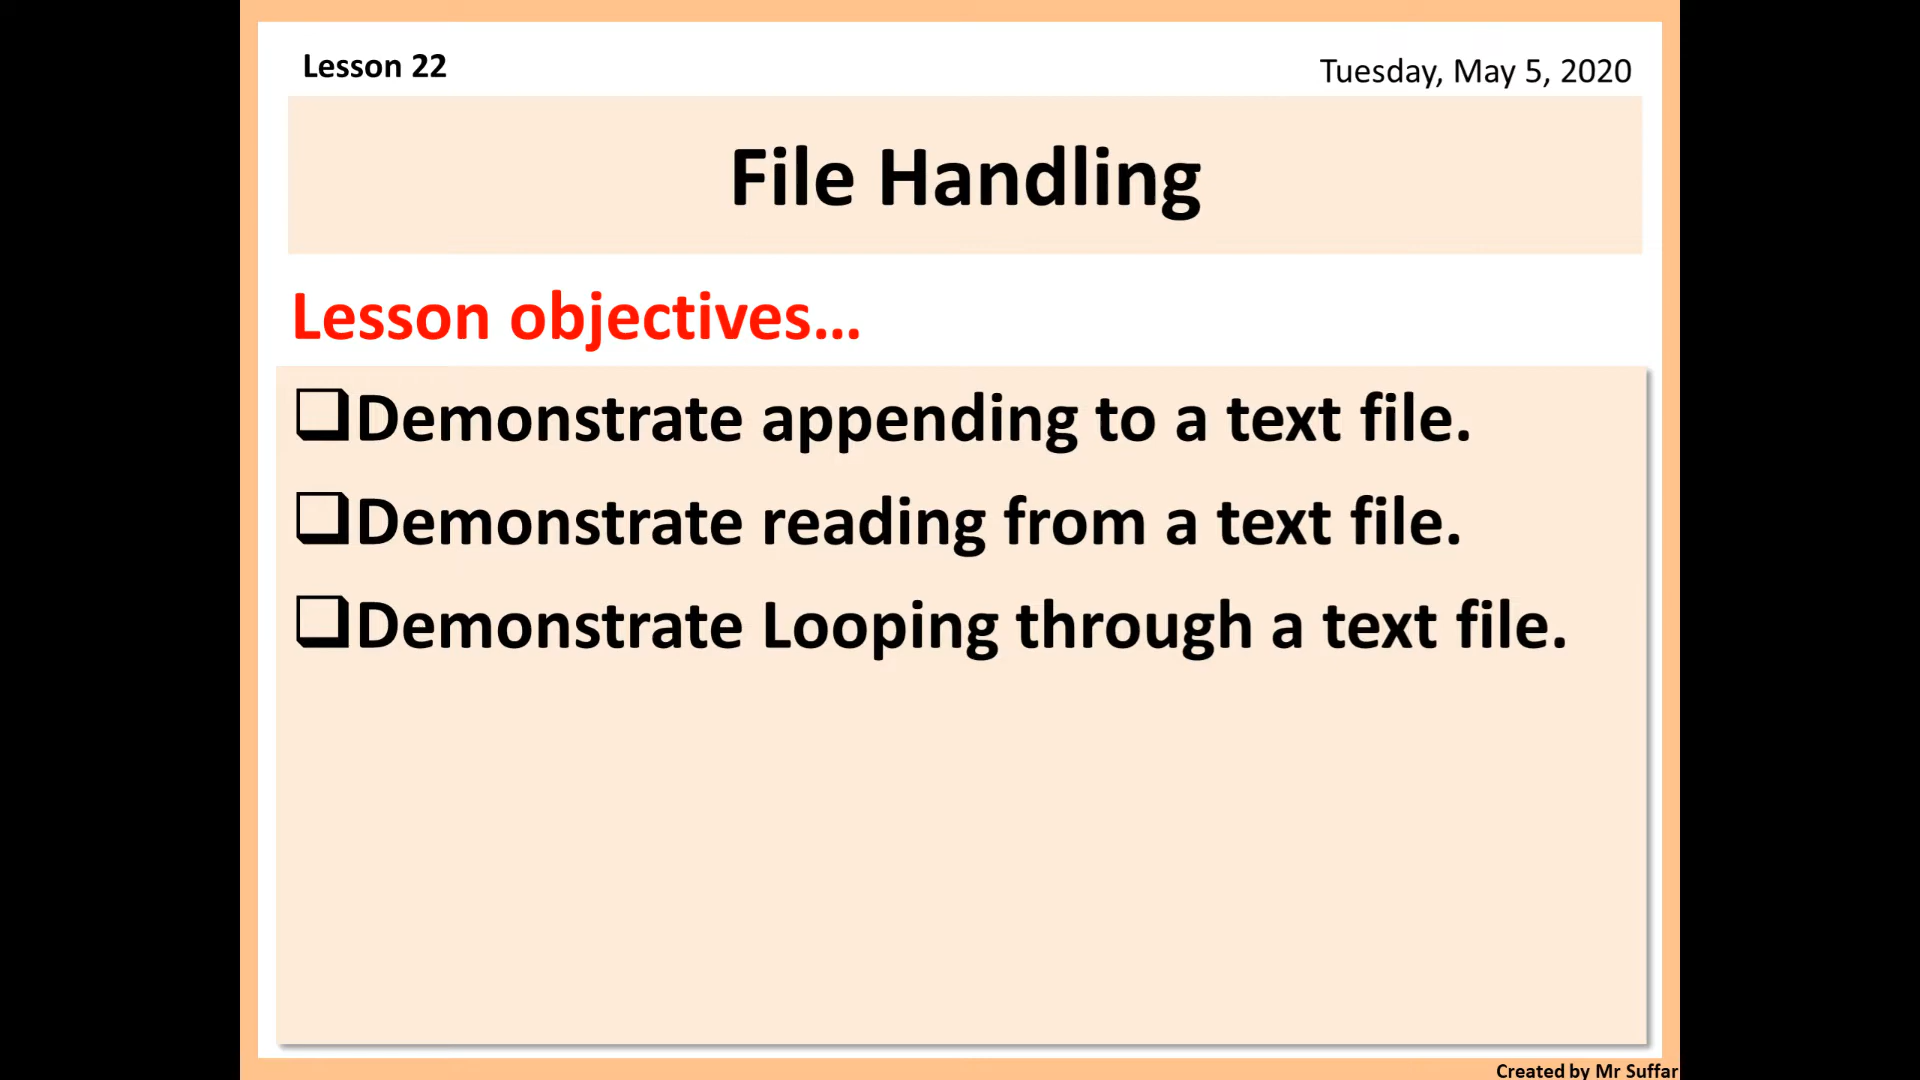 Lesson 22
Tuesday, May 5, 2020
File Handling
Lesson objectives...
❑Demonstrate appending to a text file.
❑Demonstrate reading from a text file.
❑Demonstrate Looping through a text file.
Created by Mr Suffar